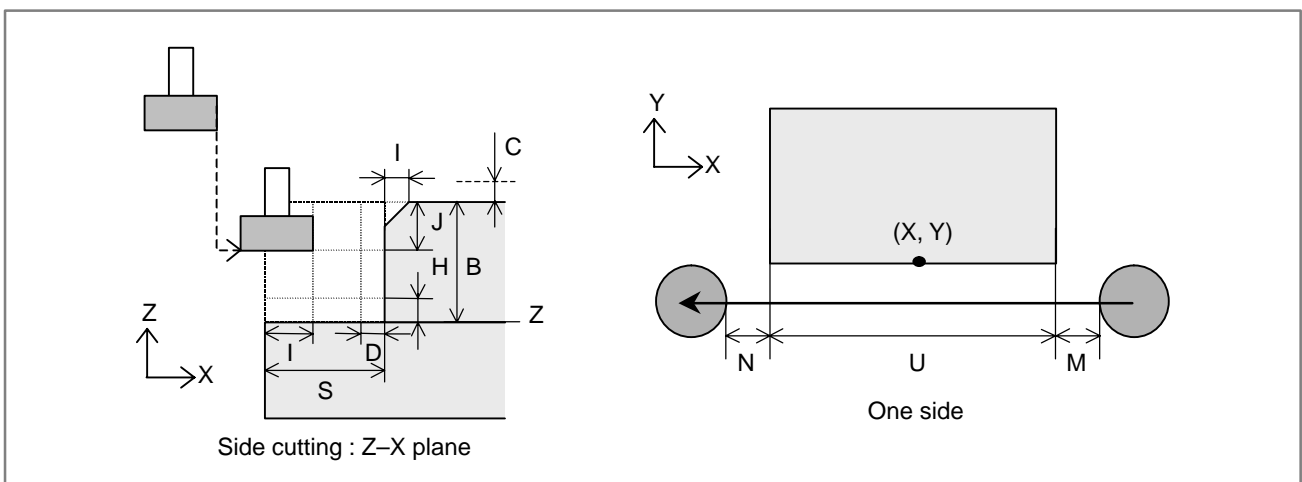 I
C
J
H
B
Z
I
D
S
Z
X
Side cutting : Z–X plane
Y
X
(X, Y)
N
U
M
One side